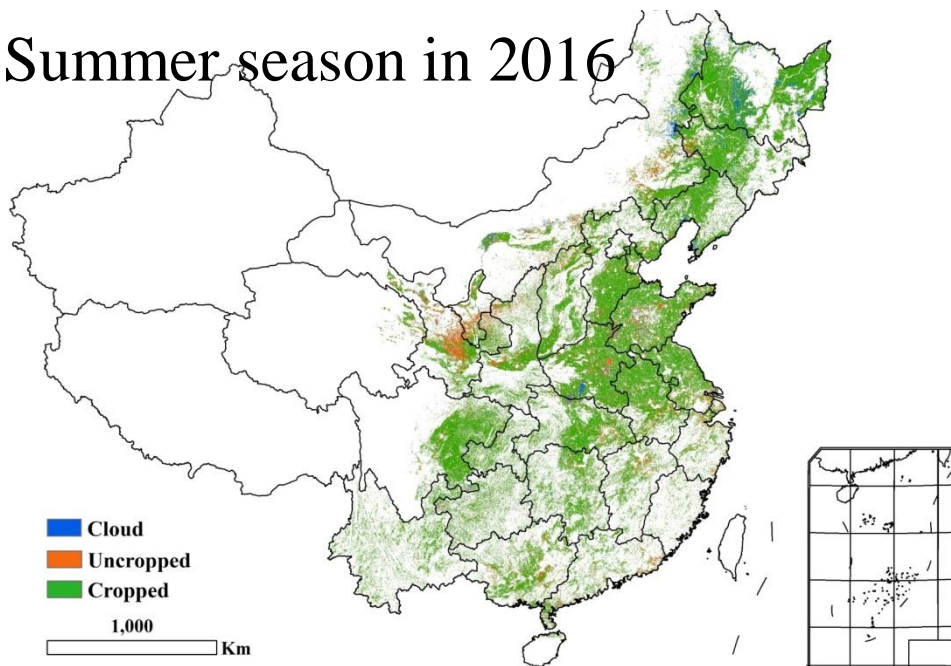 Summer season in 2016
Cloud
Uncropped
Cropped
1,000
Km